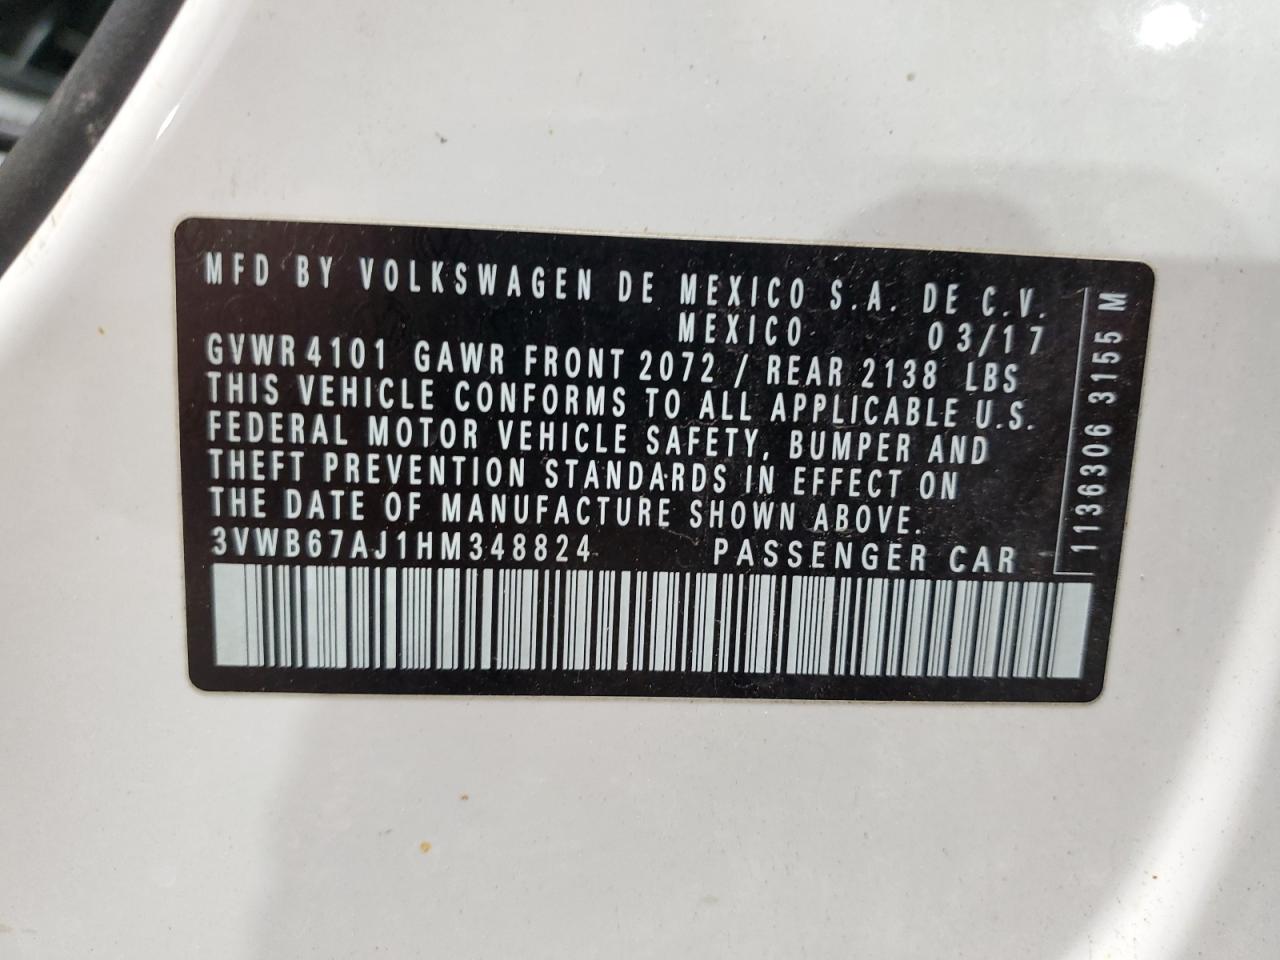 MFD BY VOLKSWAGEN DE MEXICO S.A. DE C.V.
MEXICO 03/17
GVWR 4101 GAWR FRONT 2072 / REAR 2138 LBS
THIS VEHICLE CONFORMS TO ALL APPLICABLE U.S.
FEDERAL MOTOR VEHICLE SAFETY, BUMPER AND
THEFT PREVENTION STANDARDS IN EFFECT ON
THE DATE OF MANUFACTURE SHOWN ABOVE.
3VWB67AJ1HM348824 PASSENGER CAR
1136306 3155 M